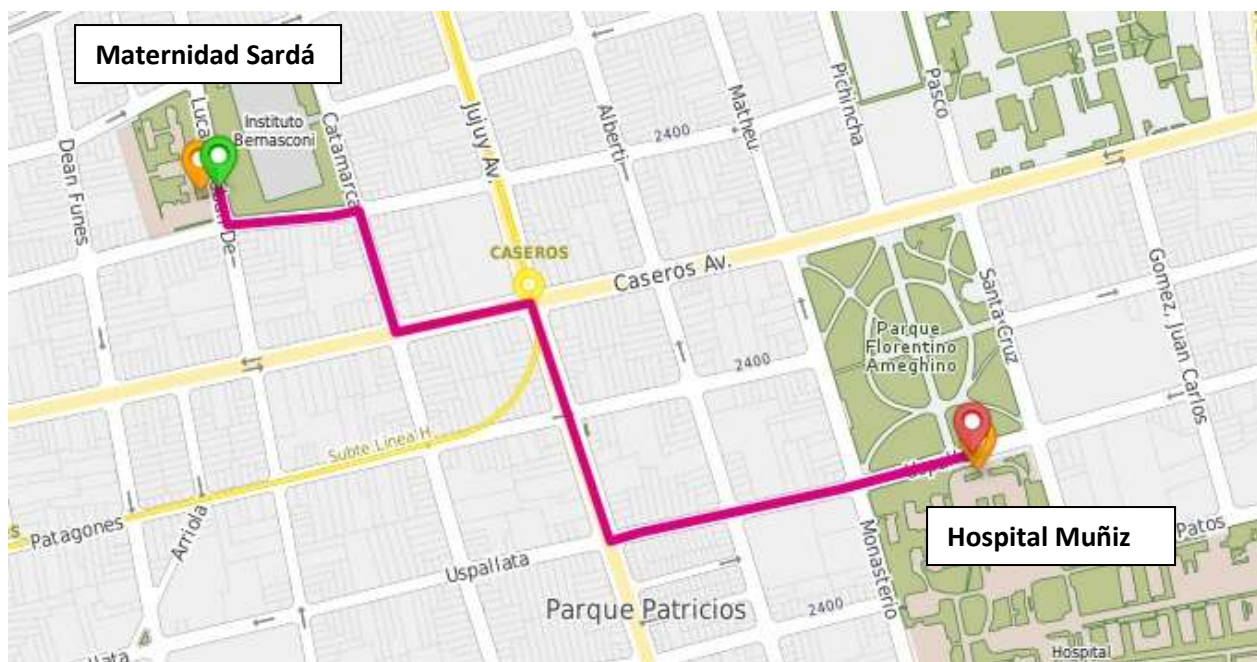 Maternidad Sardá
Luca
De
Instituto
Bernasconi
Catamarca
Dean Funes
Jujuy Av.
Alberti
2400
Matheu
Pichincha
Pasco
CASEROS
Caseros Av.
Parque
Florentino
Ameghino
Santa Cruz
Gomez, Juan Carlos
2400
Subte Linea H
Patagones
Arriola
Uspallata
Hospital Muñiz
Patos
Monasterio
Parque Patricios
2400
Hospital